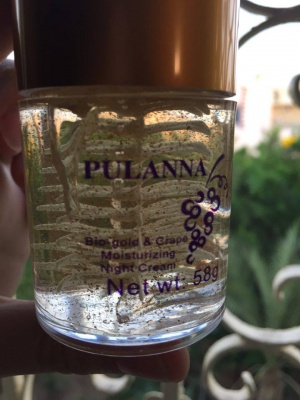 PULANNA
Bio-gold & Grape
Moisturizing
Night Cream
Net wt. 58g